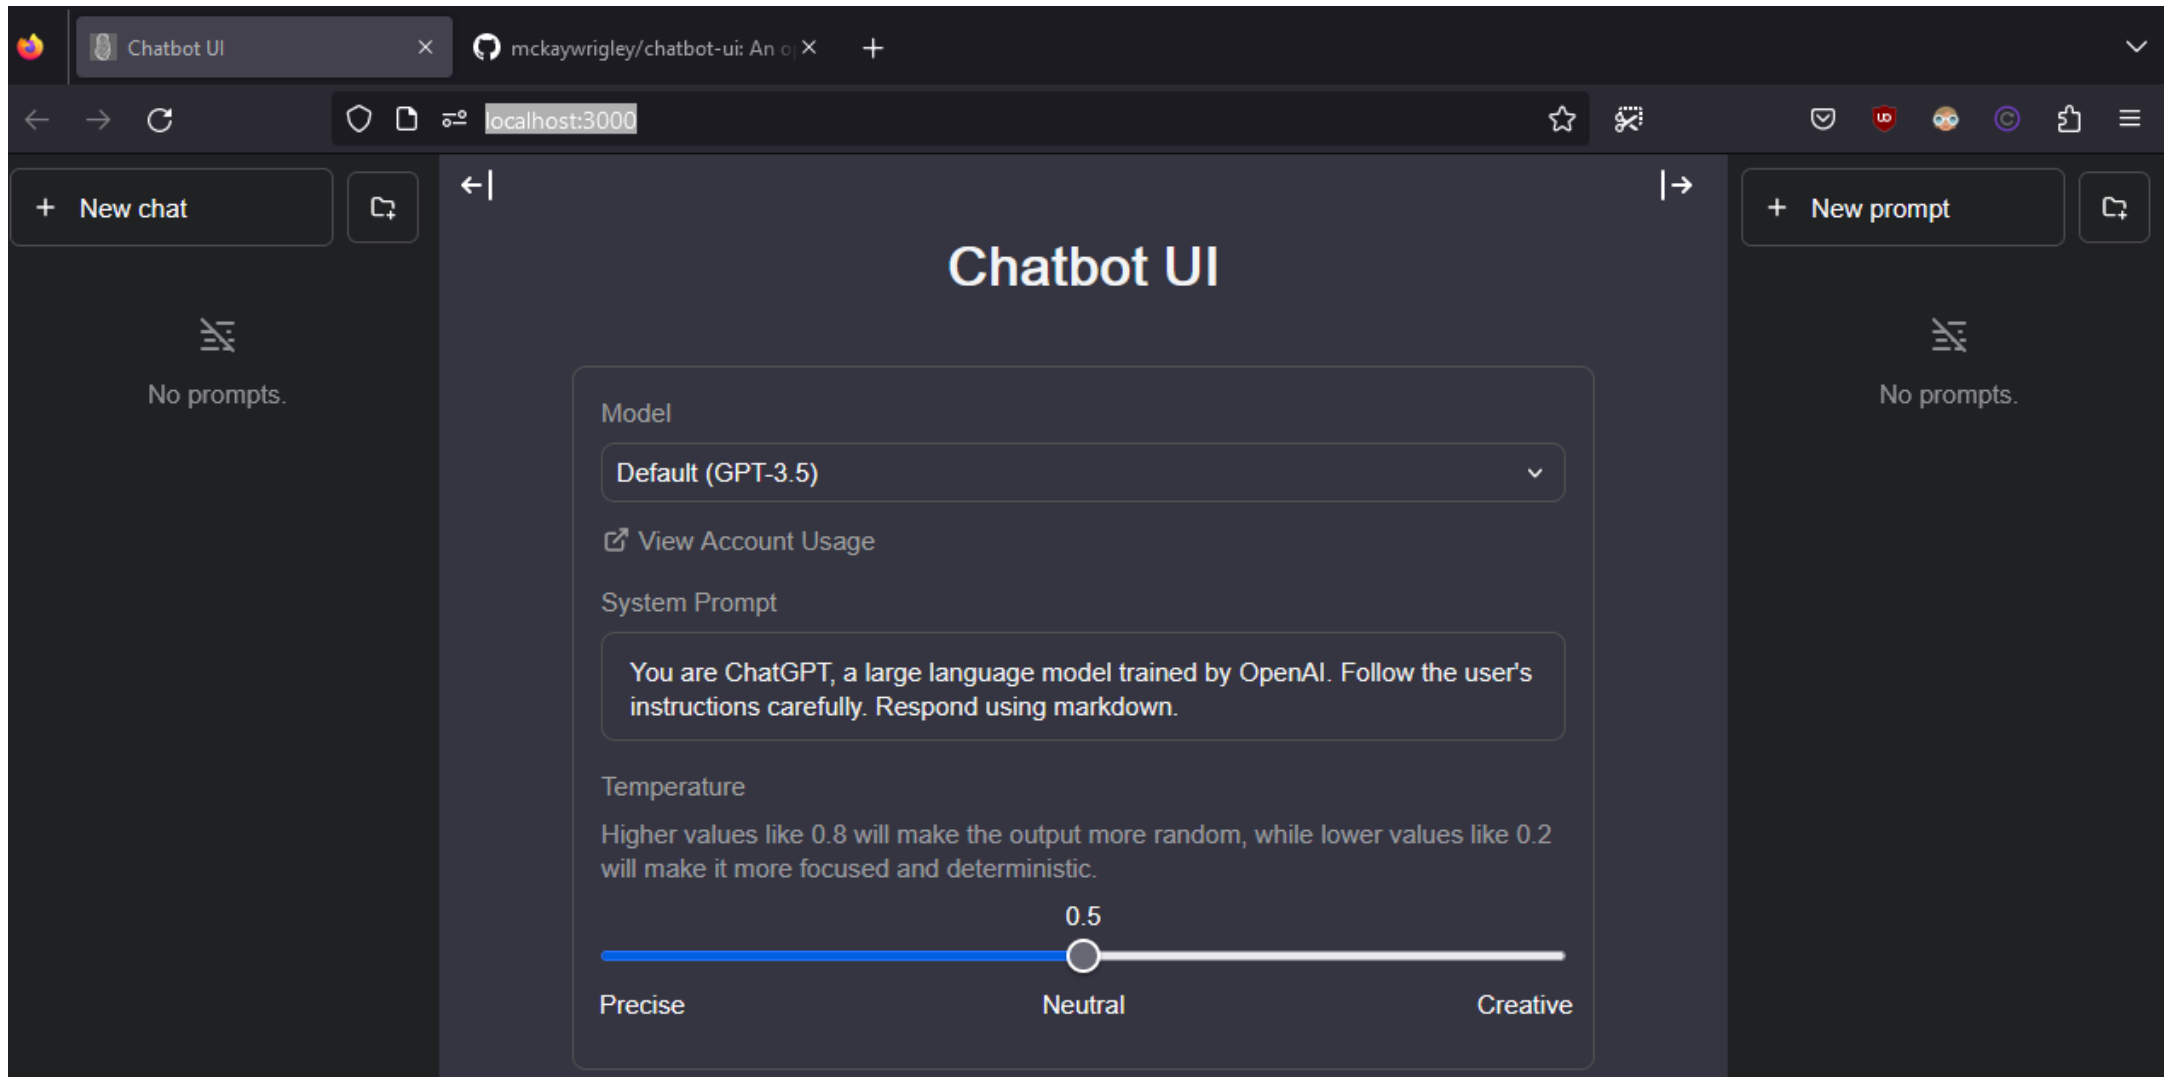 Chatbot UI
mckaywrigley/chatbot-ui: An o
localhost:3000
New chat
No prompts.
Chatbot UI
Model
Default (GPT-3.5)
View Account Usage
System Prompt
You are ChatGPT, a large language model trained by OpenAI. Follow the user's
instructions carefully. Respond using markdown.
Temperature
Higher values like 0.8 will make the output more random, while lower values like 0.2
will make it more focused and deterministic.
0.5
Precise Neutral Creative
New prompt
No prompts.